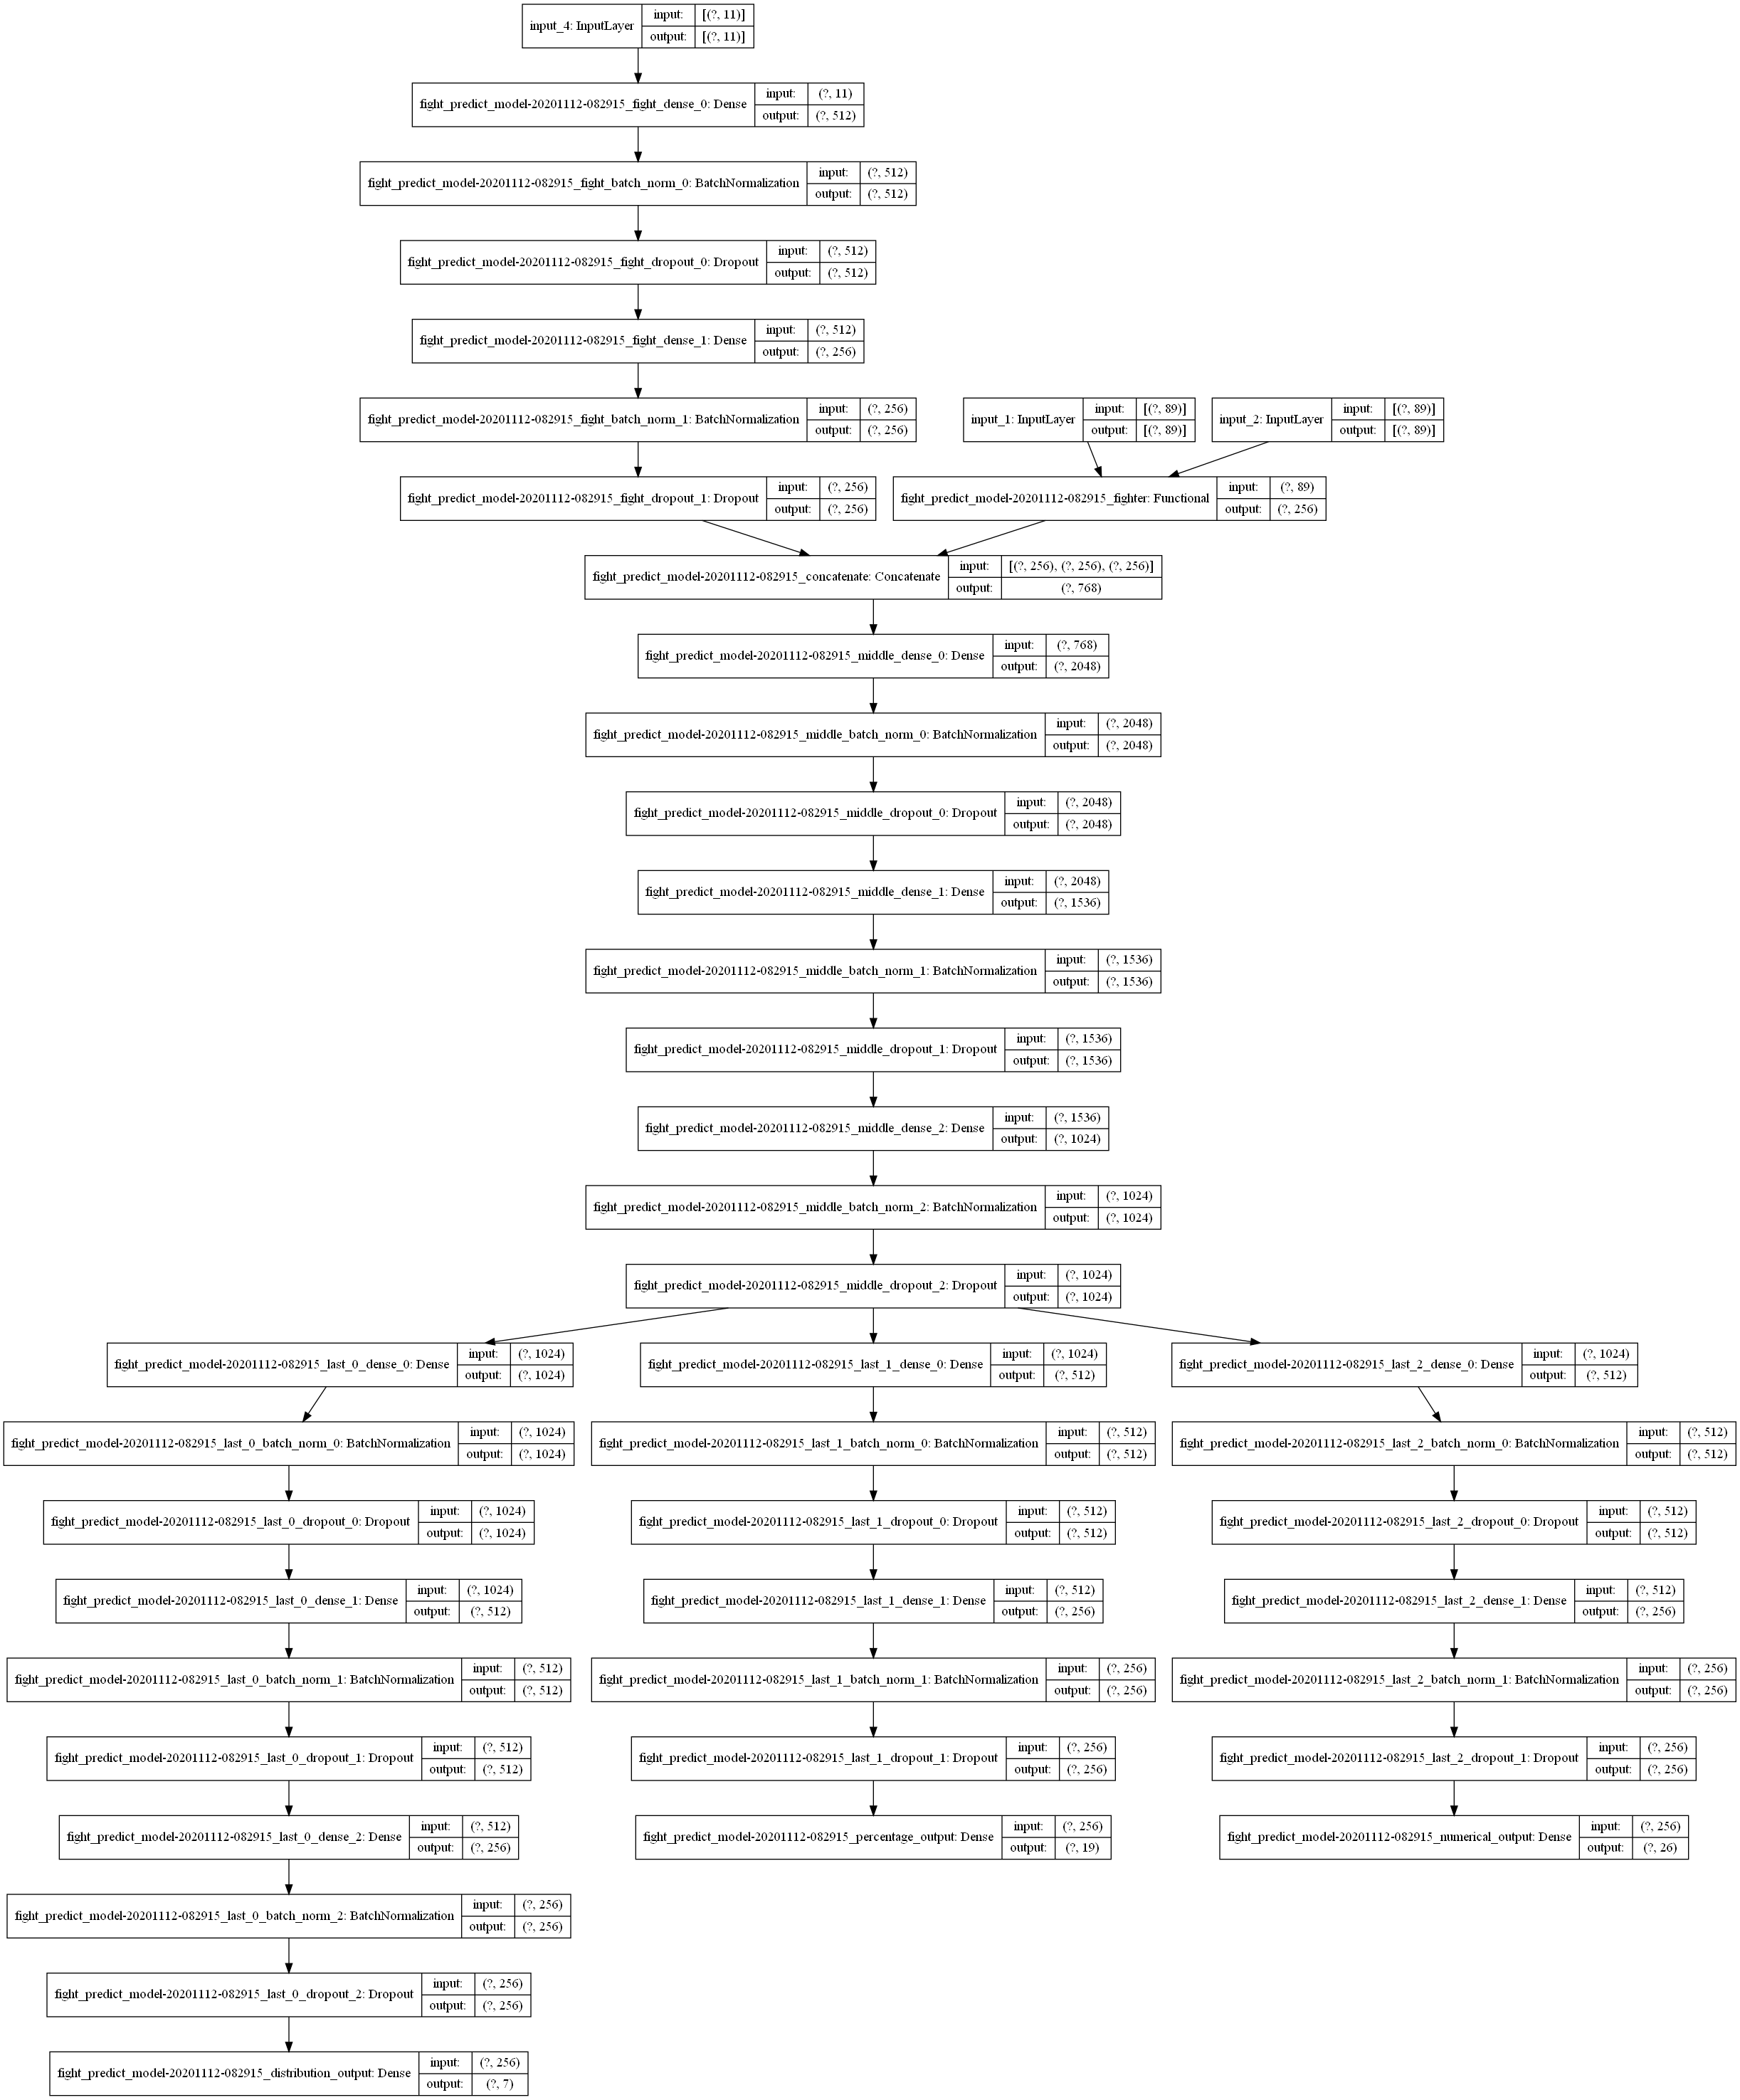 input_4: InputLayer
input: [(?, 11)]
output: [(?, 11)]
fight_predict_model-20201112-082915_fight_dense_0: Dense
input: (?, 11)
output: (?, 512)
fight_predict_model-20201112-082915_fight_batch_norm_0: BatchNormalization
input: (?, 512)
output: (?, 512)
fight_predict_model-20201112-082915_fight_dropout_0: Dropout
input: (?, 512)
output: (?, 512)
fight_predict_model-20201112-082915_fight_dense_1: Dense
input: (?, 512)
output: (?, 256)
fight_predict_model-20201112-082915_fight_batch_norm_1: BatchNormalization
input: (?, 256)
output: (?, 256)
input_1: InputLayer
input: [(?, 89)]
output: [(?, 89)]
input_2: InputLayer
input: [(?, 89)]
output: [(?, 89)]
fight_predict_model-20201112-082915_fight_dropout_1: Dropout
input: (?, 256)
output: (?, 256)
fight_predict_model-20201112-082915_fighter: Functional
input: (?, 89)
output: (?, 256)
fight_predict_model-20201112-082915_concatenate: Concatenate
input: [(?, 256), (?, 256), (?, 256)]
output: (?, 768)
fight_predict_model-20201112-082915_middle_dense_0: Dense
input: (?, 768)
output: (?, 2048)
fight_predict_model-20201112-082915_middle_batch_norm_0: BatchNormalization
input: (?, 2048)
output: (?, 2048)
fight_predict_model-20201112-082915_middle_dropout_0: Dropout
input: (?, 2048)
output: (?, 2048)
fight_predict_model-20201112-082915_middle_dense_1: Dense
input: (?, 2048)
output: (?, 1536)
fight_predict_model-20201112-082915_middle_batch_norm_1: BatchNormalization
input: (?, 1536)
output: (?, 1536)
fight_predict_model-20201112-082915_middle_dropout_1: Dropout
input: (?, 1536)
output: (?, 1536)
fight_predict_model-20201112-082915_middle_dense_2: Dense
input: (?, 1536)
output: (?, 1024)
fight_predict_model-20201112-082915_middle_batch_norm_2: BatchNormalization
input: (?, 1024)
output: (?, 1024)
fight_predict_model-20201112-082915_middle_dropout_2: Dropout
input: (?, 1024)
output: (?, 1024)
fight_predict_model-20201112-082915_last_0_dense_0: Dense
input: (?, 1024)
output: (?, 1024)
fight_predict_model-20201112-082915_last_1_dense_0: Dense
input: (?, 1024)
output: (?, 512)
fight_predict_model-20201112-082915_last_2_dense_0: Dense
input: (?, 1024)
output: (?, 512)
fight_predict_model-20201112-082915_last_0_batch_norm_0: BatchNormalization
input: (?, 1024)
output: (?, 1024)
fight_predict_model-20201112-082915_last_1_batch_norm_0: BatchNormalization
input: (?, 512)
output: (?, 512)
fight_predict_model-20201112-082915_last_2_batch_norm_0: BatchNormalization
input: (?, 512)
output: (?, 512)
fight_predict_model-20201112-082915_last_0_dropout_0: Dropout
input: (?, 1024)
output: (?, 1024)
fight_predict_model-20201112-082915_last_1_dropout_0: Dropout
input: (?, 512)
output: (?, 512)
fight_predict_model-20201112-082915_last_2_dropout_0: Dropout
input: (?, 512)
output: (?, 512)
fight_predict_model-20201112-082915_last_0_dense_1: Dense
input: (?, 1024)
output: (?, 512)
fight_predict_model-20201112-082915_last_1_dense_1: Dense
input: (?, 512)
output: (?, 256)
fight_predict_model-20201112-082915_last_2_dense_1: Dense
input: (?, 512)
output: (?, 256)
fight_predict_model-20201112-082915_last_0_batch_norm_1: BatchNormalization
input: (?, 512)
output: (?, 512)
fight_predict_model-20201112-082915_last_1_batch_norm_1: BatchNormalization
input: (?, 256)
output: (?, 256)
fight_predict_model-20201112-082915_last_2_batch_norm_1: BatchNormalization
input: (?, 256)
output: (?, 256)
fight_predict_model-20201112-082915_last_0_dropout_1: Dropout
input: (?, 512)
output: (?, 512)
fight_predict_model-20201112-082915_last_1_dropout_1: Dropout
input: (?, 256)
output: (?, 256)
fight_predict_model-20201112-082915_last_2_dropout_1: Dropout
input: (?, 256)
output: (?, 256)
fight_predict_model-20201112-082915_last_0_dense_2: Dense
input: (?, 512)
output: (?, 256)
fight_predict_model-20201112-082915_percentage_output: Dense
input: (?, 256)
output: (?, 19)
fight_predict_model-20201112-082915_numerical_output: Dense
input: (?, 256)
output: (?, 26)
fight_predict_model-20201112-082915_last_0_batch_norm_2: BatchNormalization
input: (?, 256)
output: (?, 256)
fight_predict_model-20201112-082915_last_0_dropout_2: Dropout
input: (?, 256)
output: (?, 256)
fight_predict_model-20201112-082915_distribution_output: Dense
input: (?, 256)
output: (?, 7)